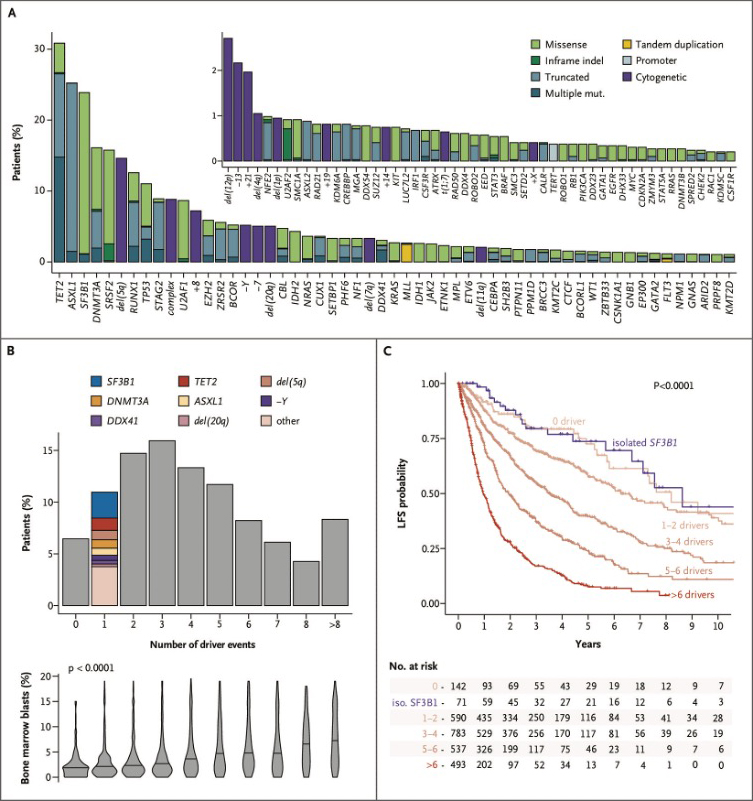 A
30
20
10
0
Patients (%)
2
1
0
Missense
Inframe indel
Truncated
Multiple mut.
Tandem duplication
Promoter
Cytogenetic
del(12p) −13 +21 del(4q) NFE2 del(1p) U2AF2 SMC1A ASXL2 RAD21 +19 KDM6A CREBBP MGA DDX54 SUZ12 +14 KIT LUC7L2 IRF1 CSF3R ATRX t(1;7) RAD50 DDX4 ROBO2 EED STAT3 BRAF SMC3 SETD2 +X CALR TERT ROBO1 RB1 PIK3CA DDX23 GATA1 EGFR DHX33 MYC CDKN2A ZMYM3 STAT5A RRAS DNMT3B SPRED2 CHEK2 RAC1 KDM5C CSF1R
TET2 ASXL1 SF3B1 DNMT3A SRSF2 del(5q) RUNX1 TP53 STAG2 complex U2AF1 +8 EZH2 ZRSR2 BCOR −Y −7 del(20q) CBL IDH2 NRAS CUX1 SETBP1 PHF6 NF1 del(7q) DDX41 KRAS MLL IDH1 JAK2 ETNK1 MPL ETV6 del(11q) CEBPA SH2B3 PTPN11 PPM1D BRCC3 KMT2C CTCF BCORL1 WT1 ZBTB33 CSNK1A1 GNB1 EP300 GATA2 FLT3 NPM1 GNAS ARID2 PRPF8 KMT2D
B
SF3B1 TET2 del(5q)
DNMT3A ASXL1 −Y
DDX41 del(20q) other
15
10
5
0
Patients (%)
0 1 2 3 4 5 6 7 8 >8
Number of driver events
p < 0.0001
20
15
10
5
0
Bone marrow blasts (%)
C
1.00
0.75
0.50
0.25
0.00
LFS probability
P<0.0001
0 driver
isolated SF3B1
1–2 drivers
3–4 drivers
5–6 drivers
>6 drivers
0 1 2 3 4 5 6 7 8 9 10
Years
No. at risk
0 - 142 93 69 55 43 29 19 18 12 9 7
iso. SF3B1 - 71 59 45 32 27 21 16 12 6 4 3
1–2 - 590 435 334 250 179 116 84 53 41 34 28
3–4 - 783 529 376 256 170 117 81 56 39 26 19
5–6 - 537 326 199 117 75 46 23 11 9 7 6
>6 - 493 202 97 52 34 13 7 4 1 0 0